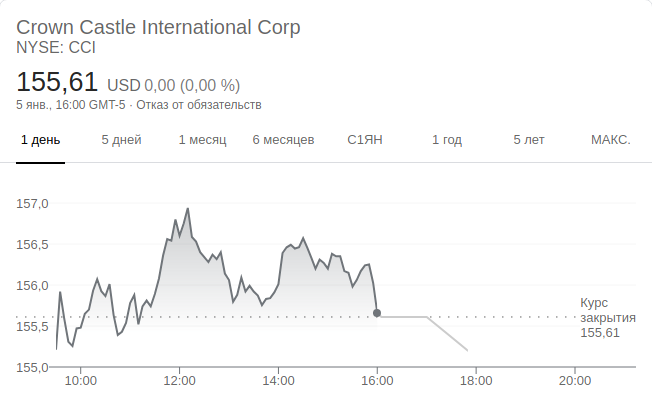 Crown Castle International Corp
NYSE: CCI
155,61 USD 0,00 (0,00 %)
5 янв., 16:00 GMT-5 · Отказ от обязательств
1 день 5 дней 1 месяц 6 месяцев С1ЯН 1 год 5 лет МАКС.
157,0
156,5
156,0
155,5
155,0
Курс
закрытия
155,61
10:00 12:00 14:00 16:00 18:00 20:00